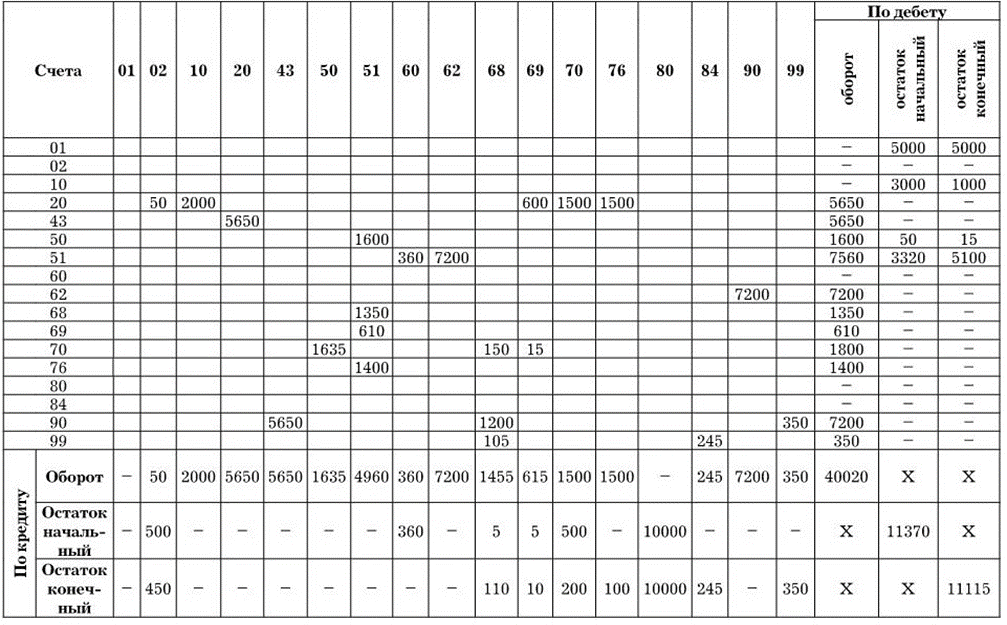 По дебету
Счета 01 02 10 20 43 50 51 60 62 68 69 70 76 80 84 90 99 оборот остаток начальный остаток конечный
01 – 5000 5000
02 – – –
10 – 3000 1000
20 50 2000 600 1500 1500 5650 – –
43 5650 5650 – –
50 1600 1600 50 15
51 360 7200 7560 3320 5100
60 – – –
62 7200 7200 – –
68 1350 1350 – –
69 610 610 – –
70 1635 150 15 1800 – –
76 1400 1400 – –
80 – – –
84 – – –
90 5650 1200 350 7200 – –
99 105 245 350 – –
По кредиту
Оборот – 50 2000 5650 5650 1635 4960 360 7200 1455 615 1500 1500 – 245 7200 350 40020 X X
Остаток
началь-
ный
– 500 – – – – – 360 – 5 5 500 – 10000 – – – X 11370 X
Остаток
конеч-
ный
– 450 – – – – – – – 110 10 200 100 10000 245 – 350 X X 11115